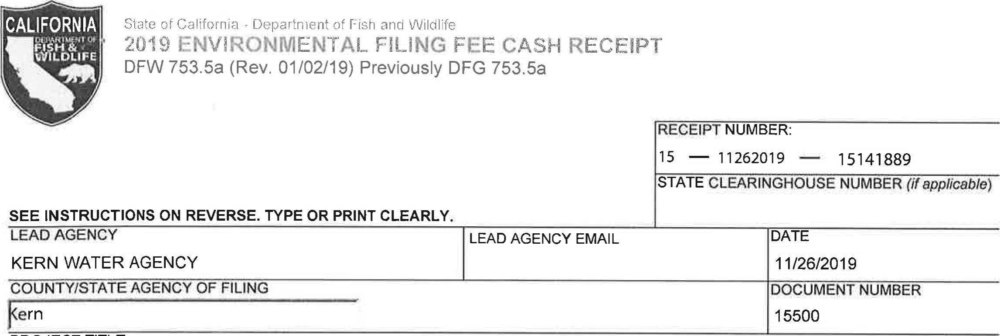 CALIFORNIA
DEPARTMENT OF
FISH &
WILDLIFE
State of California - Department of Fish and Wildlife
2019 ENVIRONMENTAL FILING FEE CASH RECEIPT
DFW 753.5a (Rev. 01/02/19) Previously DFG 753.5a
RECEIPT NUMBER:
15 — 11262019 — 15141889
STATE CLEARINGHOUSE NUMBER (if applicable)
SEE INSTRUCTIONS ON REVERSE. TYPE OR PRINT CLEARLY.
LEAD AGENCY
KERN WATER AGENCY
LEAD AGENCY EMAIL
DATE
11/26/2019
COUNTY/STATE AGENCY OF FILING
Kern
DOCUMENT NUMBER
15500